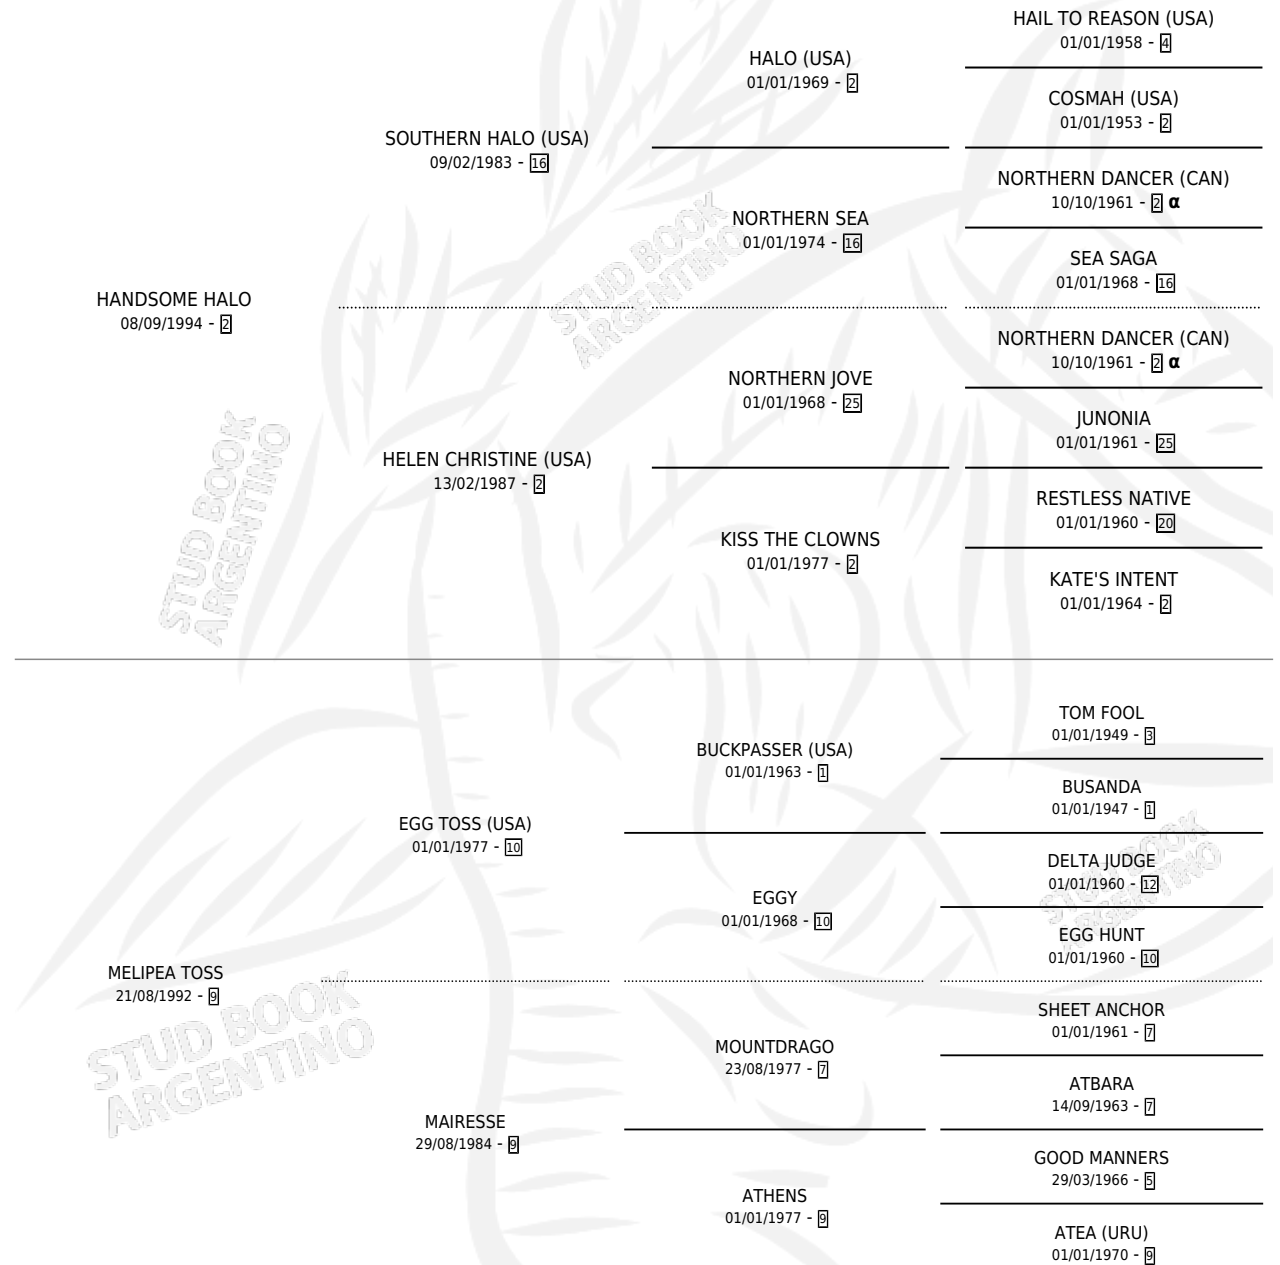 HAIL TO REASON (USA)
01/01/1958 - 4
HALO (USA)
01/01/1969 - 2
COSMAH (USA)
01/01/1953 - 2
SOUTHERN HALO (USA)
09/02/1983 - 16
NORTHERN DANCER (CAN)
10/10/1961 - 2 α
NORTHERN SEA
01/01/1974 - 16
SEA SAGA
01/01/1968 - 16
HANDSOME HALO
08/09/1994 - 2
NORTHERN DANCER (CAN)
10/10/1961 - 2 α
NORTHERN JOVE
01/01/1968 - 25
JUNONIA
01/01/1961 - 25
HELEN CHRISTINE (USA)
13/02/1987 - 2
RESTLESS NATIVE
01/01/1960 - 20
KISS THE CLOWNS
01/01/1977 - 2
KATE'S INTENT
01/01/1964 - 2
TOM FOOL
01/01/1949 - 3
BUCKPASSER (USA)
01/01/1963 - 1
BUSANDA
01/01/1947 - 1
EGG TOSS (USA)
01/01/1977 - 10
DELTA JUDGE
01/01/1960 - 12
EGGY
01/01/1968 - 10
EGG HUNT
01/01/1960 - 10
MELIPEA TOSS
21/08/1992 - 9
SHEET ANCHOR
01/01/1961 - 7
MOUNTDRAGO
23/08/1977 - 7
ATBARA
14/09/1963 - 7
MAIRESSE
29/08/1984 - 9
GOOD MANNERS
29/03/1966 - 5
ATHENS
01/01/1977 - 9
ATEA (URU)
01/01/1970 - 9
STUD BOOK
ARGENTINO
STUD BOOK
ARGENTINO
STUD BOOK
ARGENTINO
STUD BOOK
ARGENTINO